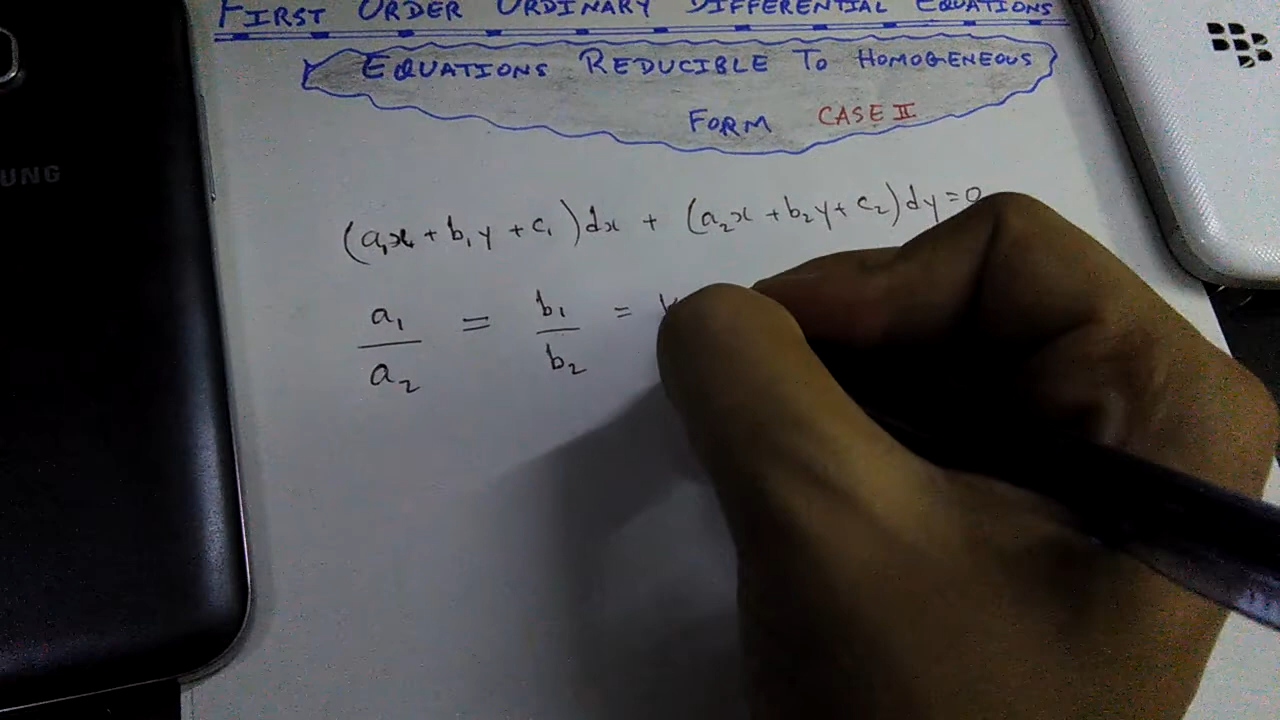 FIRST ORDER ORDINARY DIFFERENTIAL EQUATIONS
EQUATIONS REDUCIBLE TO HOMOGENEOUS
FORM CASE II
(a₁x + b₁y + c₁)dx + (a₂x + b₂y + c₂)dy = 0
a₁/a₂ = b₁/b₂ =
UNG